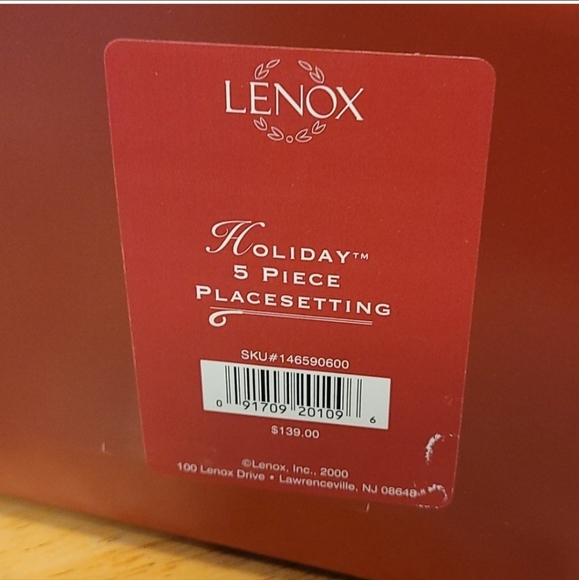 LENOX
HOLIDAY™
5 PIECE
PLACESETTING
SKU#146590600
0 91709 20109 6
$139.00
©Lenox, Inc., 2000
100 Lenox Drive • Lawrenceville, NJ 08648